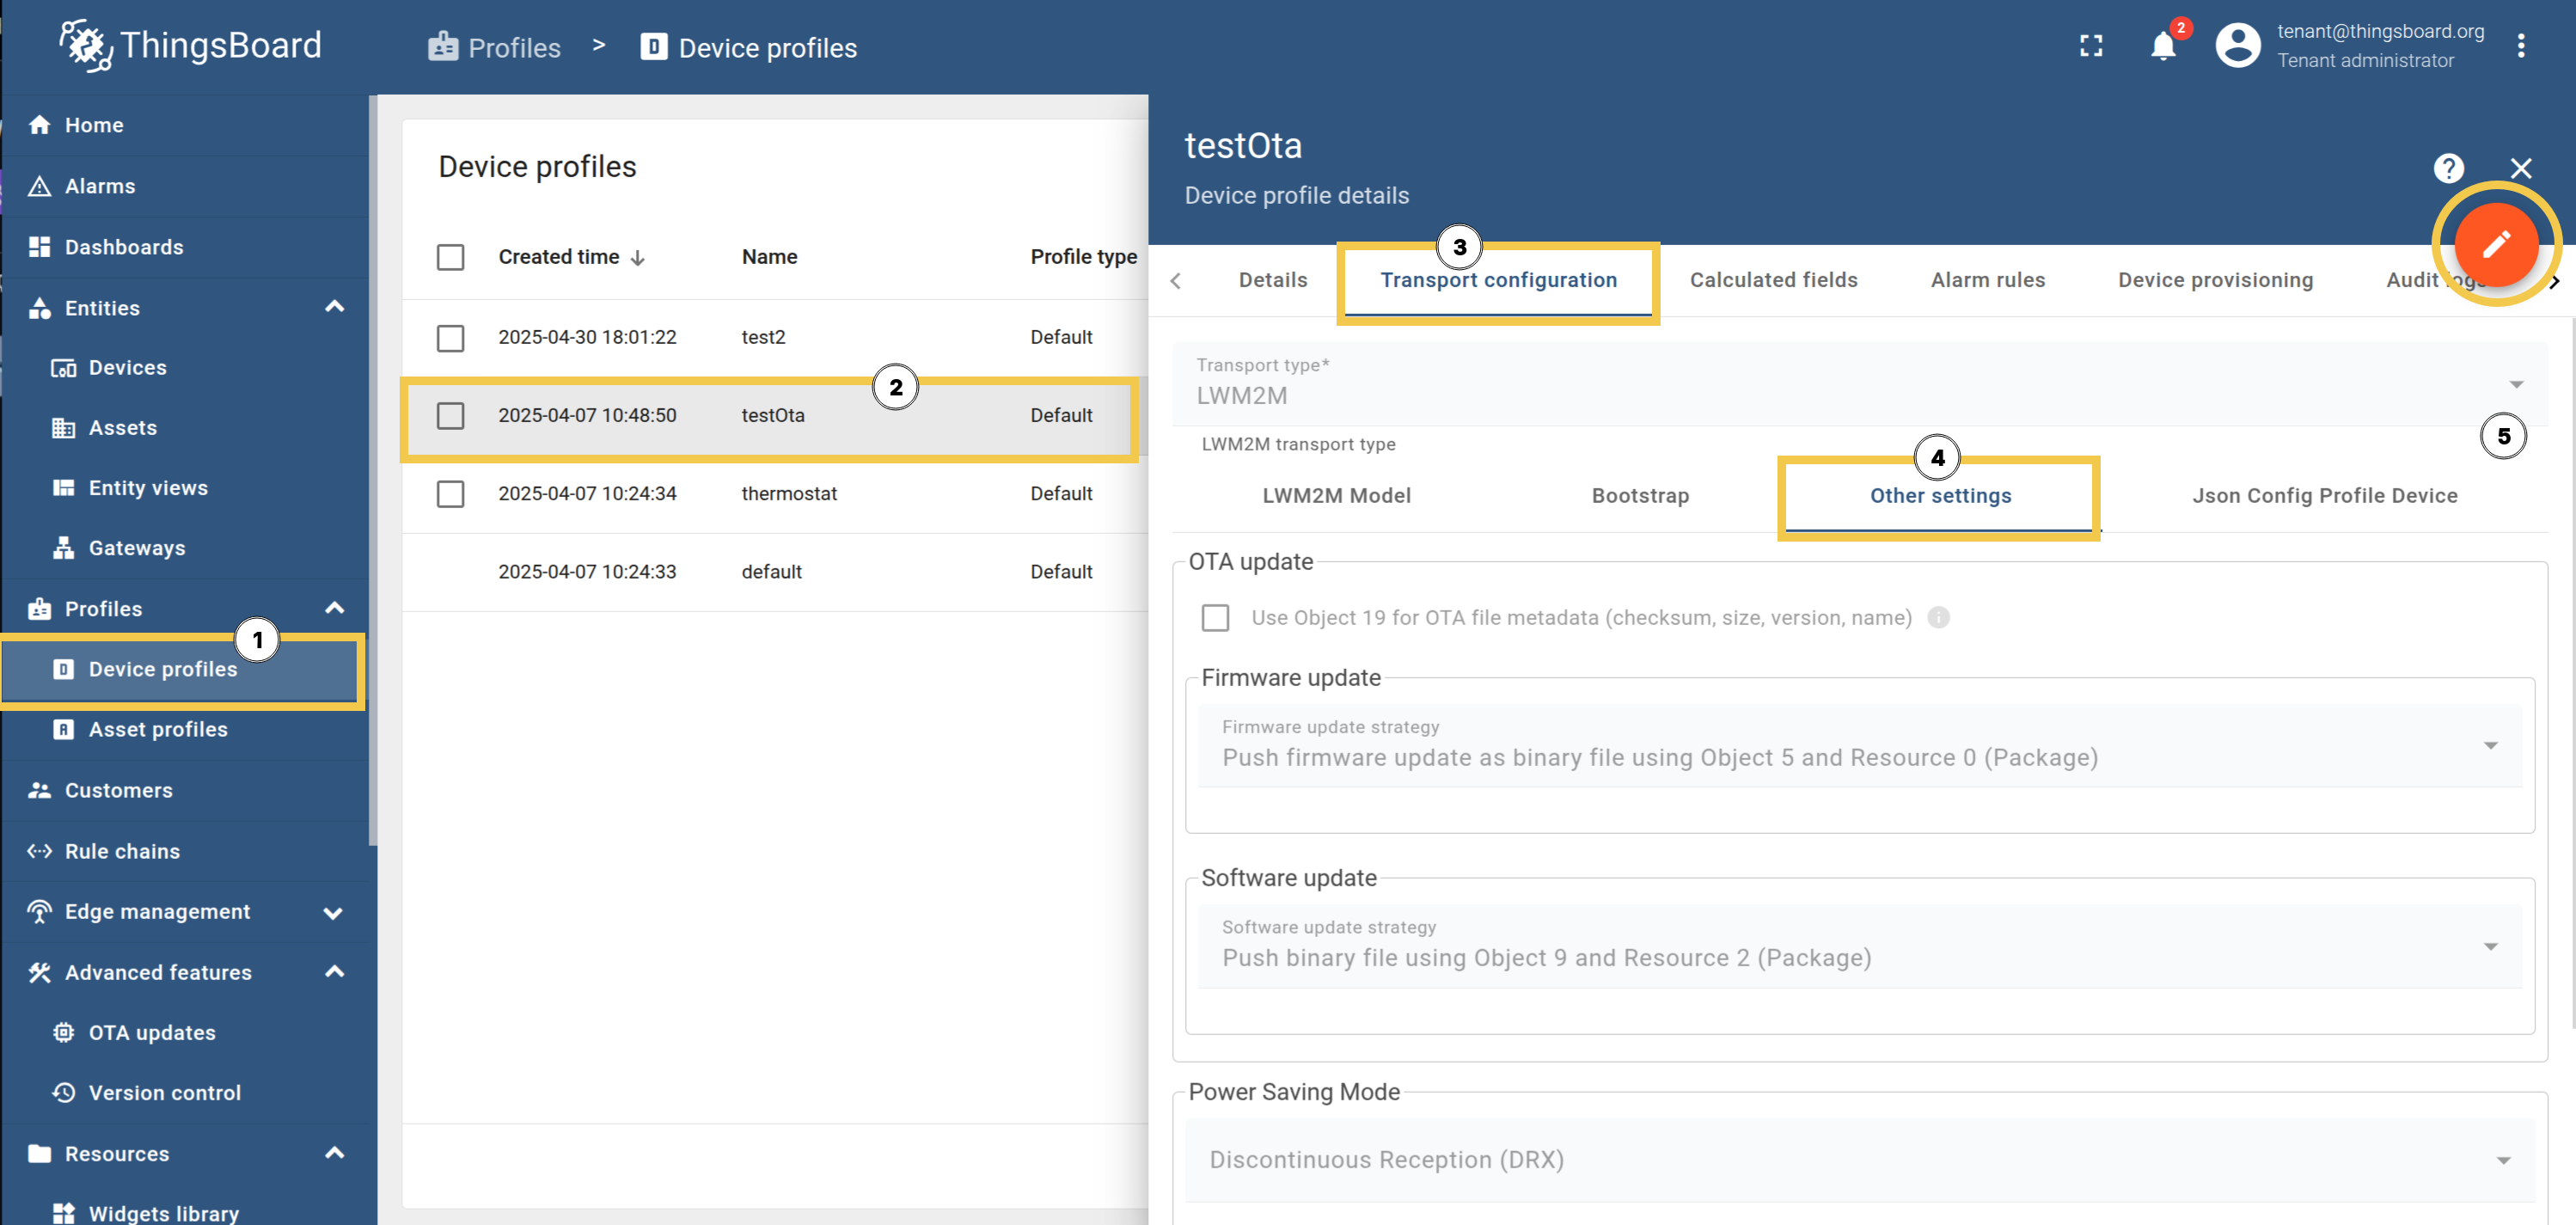 ThingsBoard
Profiles > Device profiles
2
tenant@thingsboard.org
Tenant administrator
Home
Alarms
Dashboards
Entities
Devices
Assets
Entity views
Gateways
Profiles
1
Device profiles
Asset profiles
Customers
Rule chains
Edge management
Advanced features
OTA updates
Version control
Resources
Widgets library
Device profiles
Created time Name Profile type
2025-04-30 18:01:22 test2 Default
2
2025-04-07 10:48:50 testOta Default
2025-04-07 10:24:34 thermostat Default
2025-04-07 10:24:33 default Default
testOta
Device profile details
3
Details Transport configuration Calculated fields Alarm rules Device provisioning Audit logs
Transport type*
LWM2M
LWM2M transport type
5
4
LWM2M Model Bootstrap Other settings Json Config Profile Device
OTA update
Use Object 19 for OTA file metadata (checksum, size, version, name)
Firmware update
Firmware update strategy
Push firmware update as binary file using Object 5 and Resource 0 (Package)
Software update
Software update strategy
Push binary file using Object 9 and Resource 2 (Package)
Power Saving Mode
Discontinuous Reception (DRX)